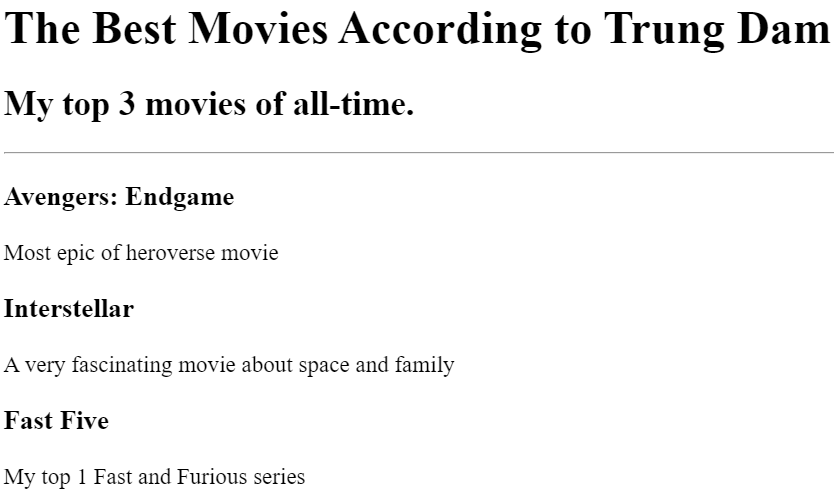 The Best Movies According to Trung Dam
My top 3 movies of all-time.
Avengers: Endgame
Most epic of heroverse movie
Interstellar
A very fascinating movie about space and family
Fast Five
My top 1 Fast and Furious series